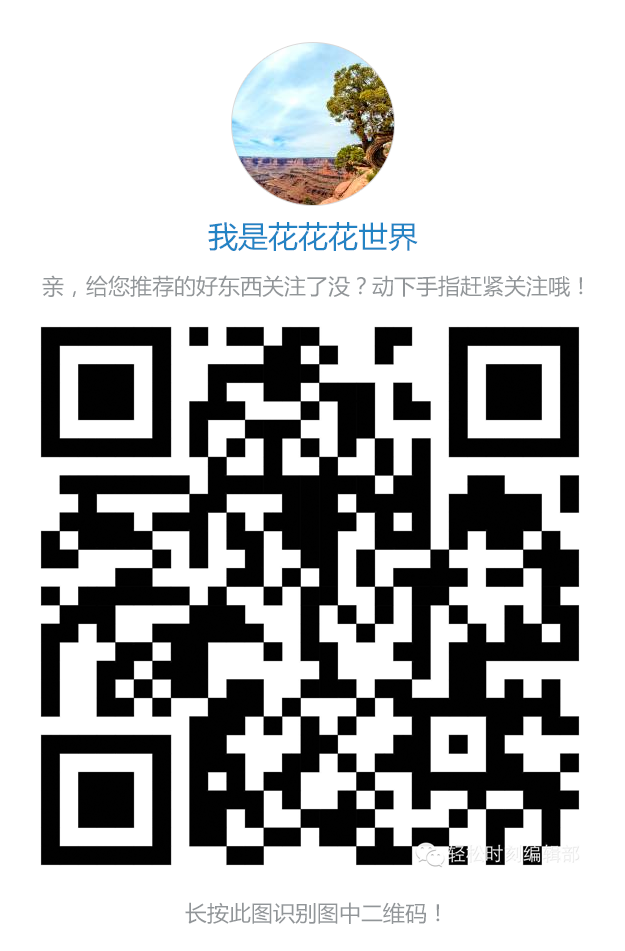 我是花花花世界
亲，给您推荐的好东西关注了没？动下手指赶紧关注哦！
轻松时刻编辑部
长按此图识别图中二维码！